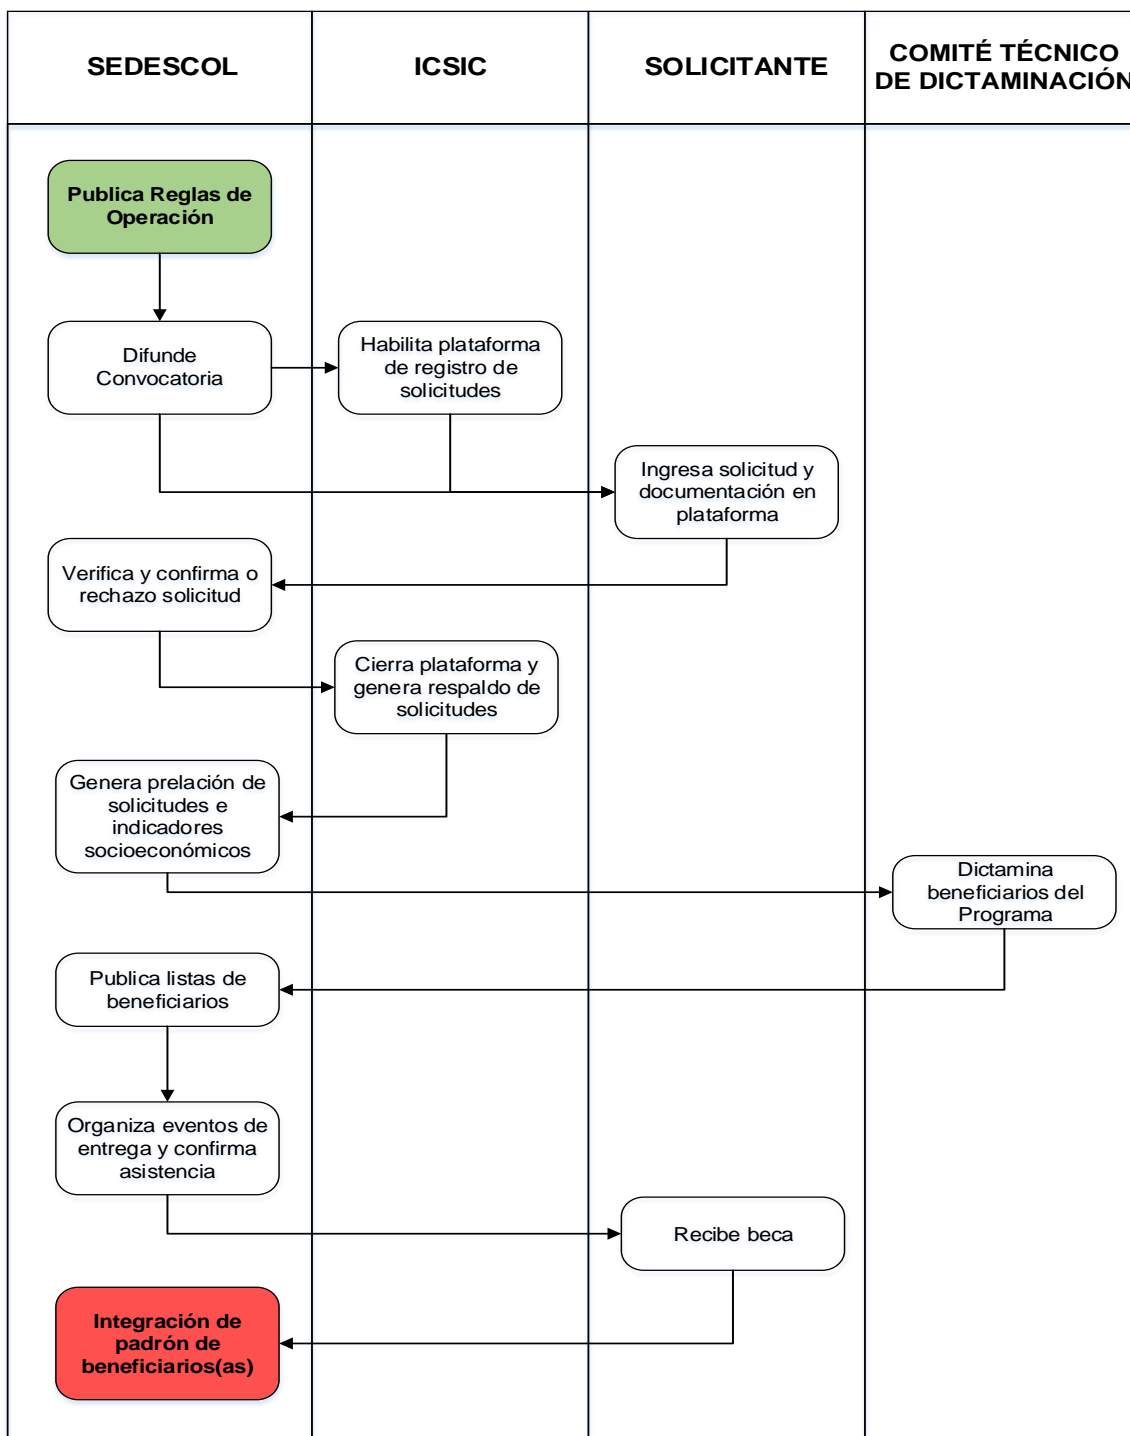 SEDESCOL
ICSIC
SOLICITANTE
COMITÉ TÉCNICO
DE DICTAMINACIÓN
Publica Reglas de
Operación
Difunde
Convocatoria
Habilita plataforma
de registro de
solicitudes
Ingresa solicitud y
documentación en
plataforma
Verifica y confirma o
rechazo solicitud
Cierra plataforma y
genera respaldo de
solicitudes
Genera prelación de
solicitudes e
indicadores
socioeconómicos
Dictamina
beneficiarios del
Programa
Publica listas de
beneficiarios
Organiza eventos de
entrega y confirma
asistencia
Recibe beca
Integración de
padrón de
beneficiarios(as)